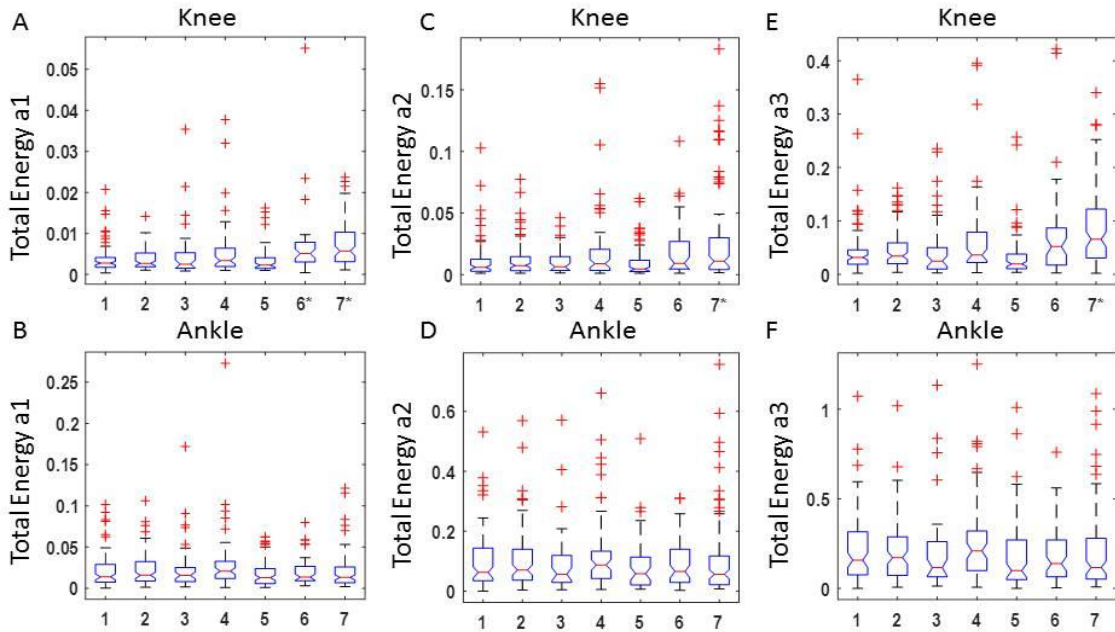 A Knee
Total Energy a1
0.05
0.04
0.03
0.02
0.01
0
1 2 3 4 5 6* 7*
C Knee
Total Energy a2
0.15
0.1
0.05
0
1 2 3 4 5 6 7*
E Knee
Total Energy a3
0.4
0.3
0.2
0.1
0
1 2 3 4 5 6 7*
B Ankle
Total Energy a1
0.25
0.2
0.15
0.1
0.05
0
1 2 3 4 5 6 7
D Ankle
Total Energy a2
0.6
0.4
0.2
0
1 2 3 4 5 6 7
F Ankle
Total Energy a3
1
0.5
0
1 2 3 4 5 6 7